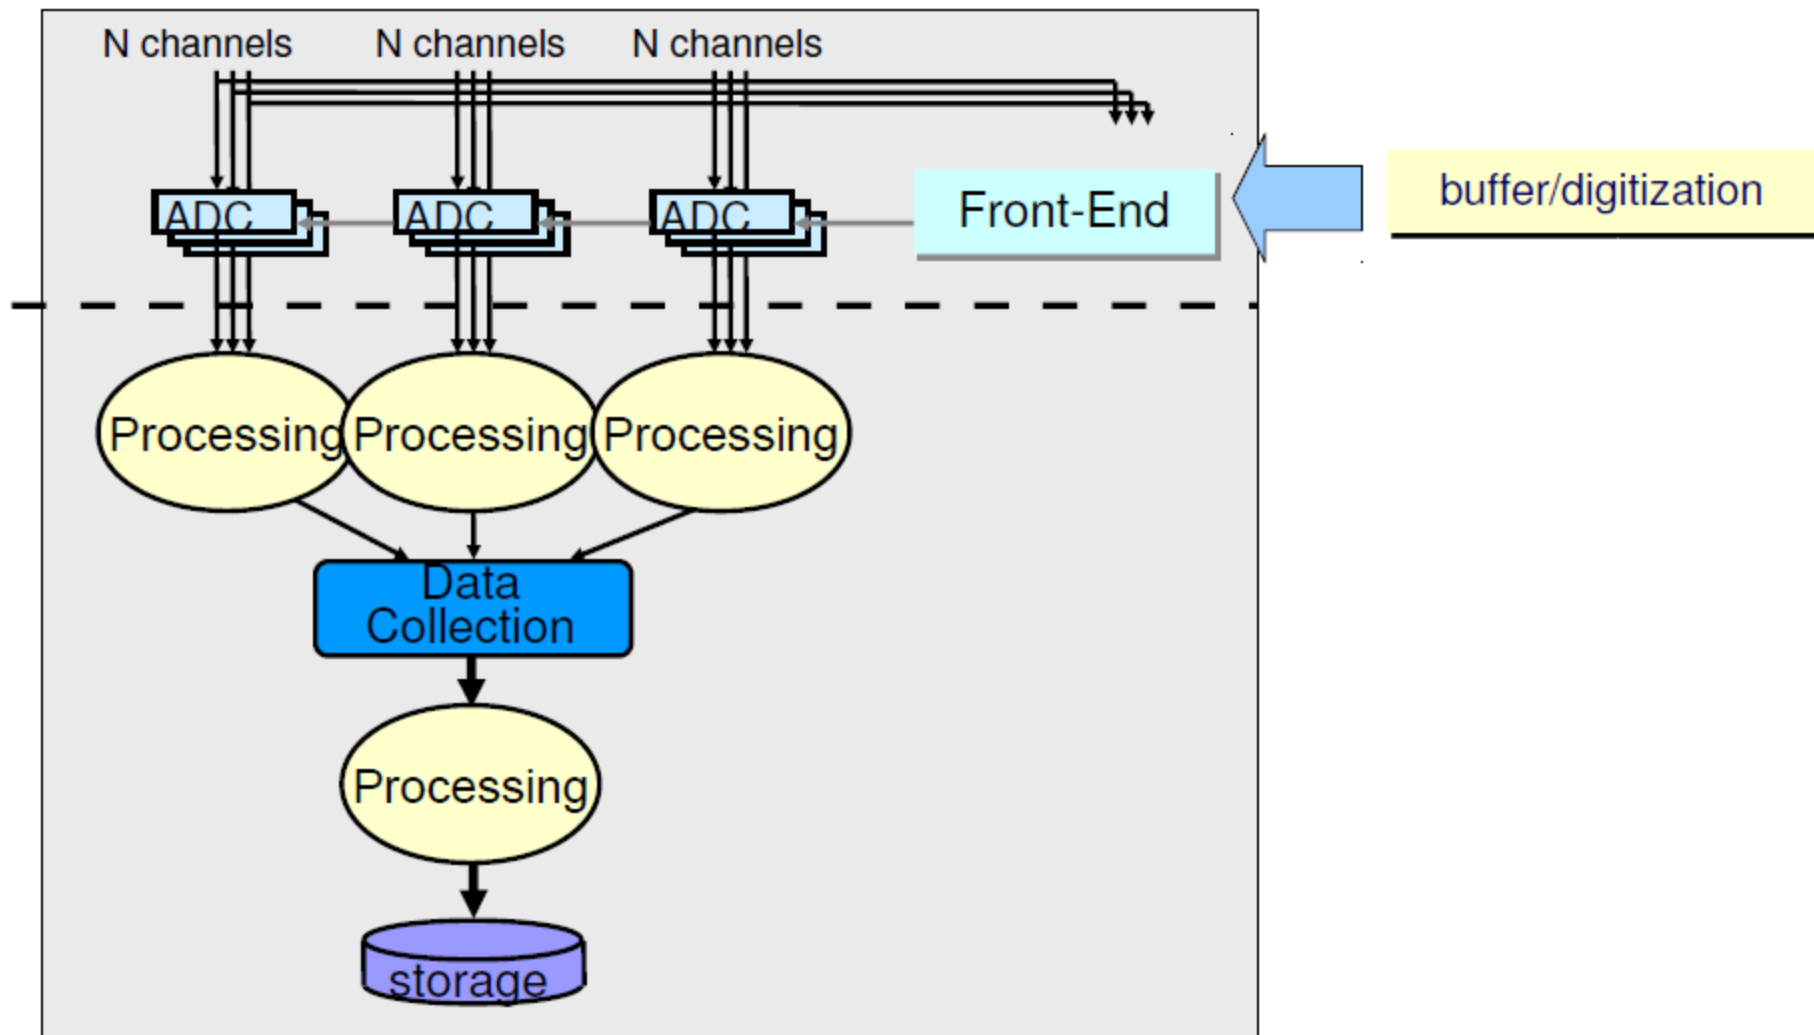 N channels
N channels
N channels
ADC
ADC
ADC
Front-End
buffer/digitization
Processing
Processing
Processing
Data
Collection
Processing
storage